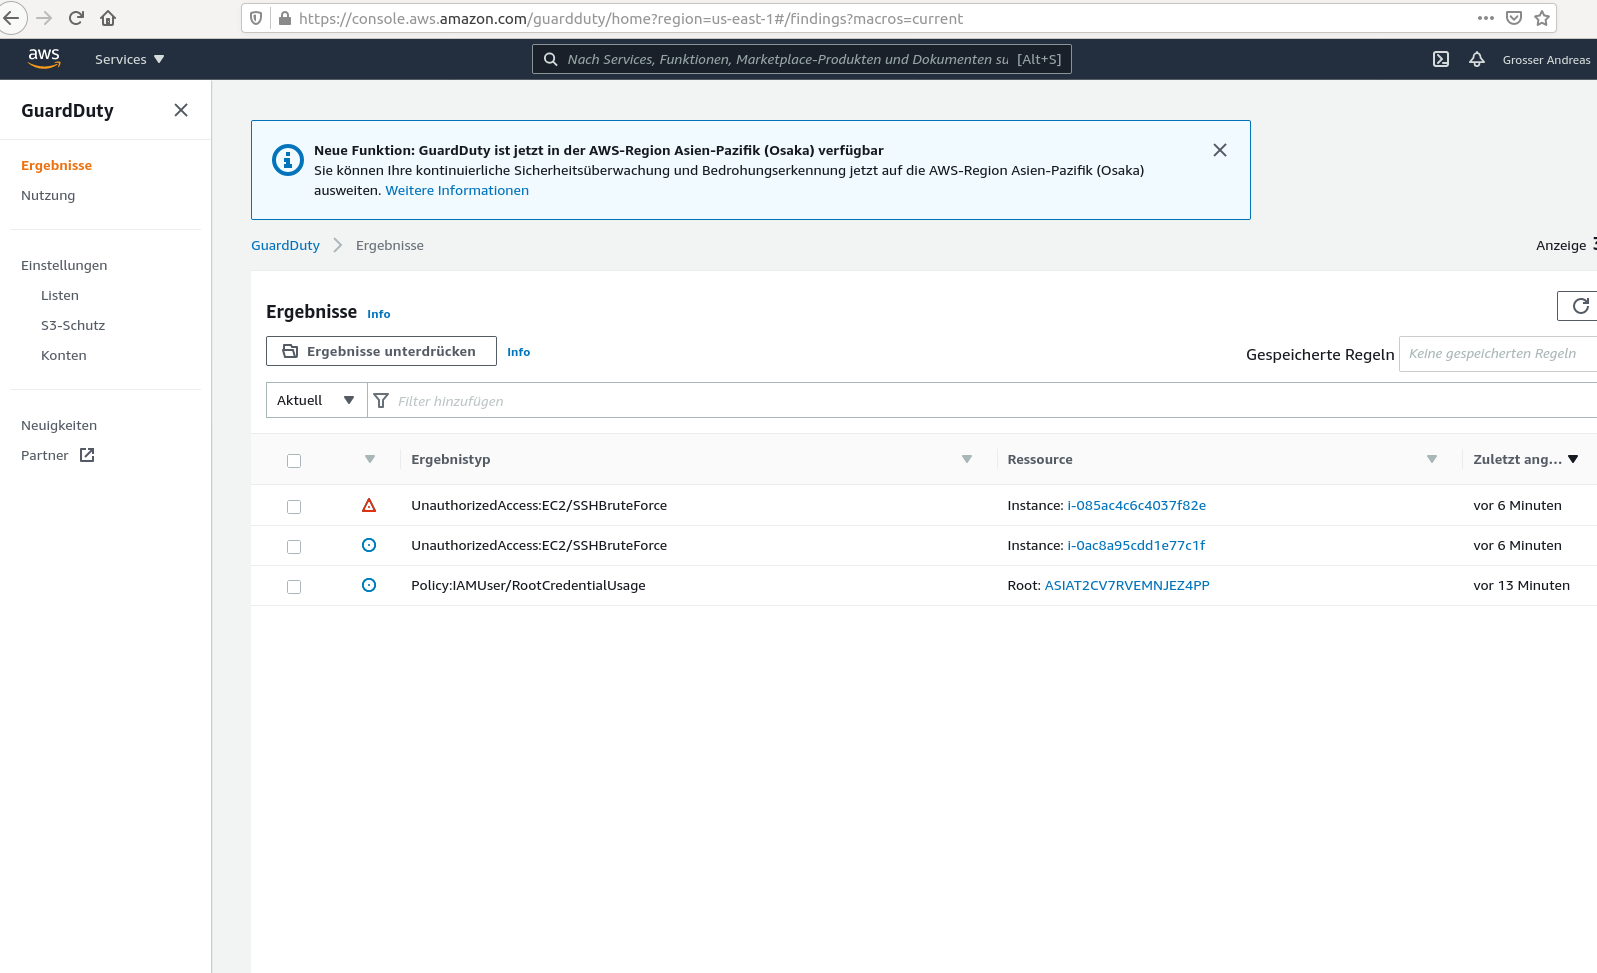 https://console.aws.amazon.com/guardduty/home?region=us-east-1#/findings?macros=current
aws
Services
Nach Services, Funktionen, Marketplace-Produkten und Dokumenten su [Alt+S]
Grosser Andreas
GuardDuty
Ergebnisse
Nutzung
Einstellungen
Listen
S3-Schutz
Konten
Neuigkeiten
Partner
Neue Funktion: GuardDuty ist jetzt in der AWS-Region Asien-Pazifik (Osaka) verfügbar
Sie können Ihre kontinuierliche Sicherheitsüberwachung und Bedrohungserkennung jetzt auf die AWS-Region Asien-Pazifik (Osaka)
ausweiten. Weitere Informationen
GuardDuty Ergebnisse
Anzeige
Ergebnisse Info
Ergebnisse unterdrücken Info
Gespeicherte Regeln Keine gespeicherten Regeln
Aktuell Filter hinzufügen
Ergebnistyp Ressource Zuletzt ang...
UnauthorizedAccess:EC2/SSHBruteForce Instance: i-085ac4c6c4037f82e vor 6 Minuten
UnauthorizedAccess:EC2/SSHBruteForce Instance: i-0ac8a95cdd1e77c1f vor 6 Minuten
Policy:IAMUser/RootCredentialUsage Root: ASIAT2CV7RVEMNJEZ4PP vor 13 Minuten